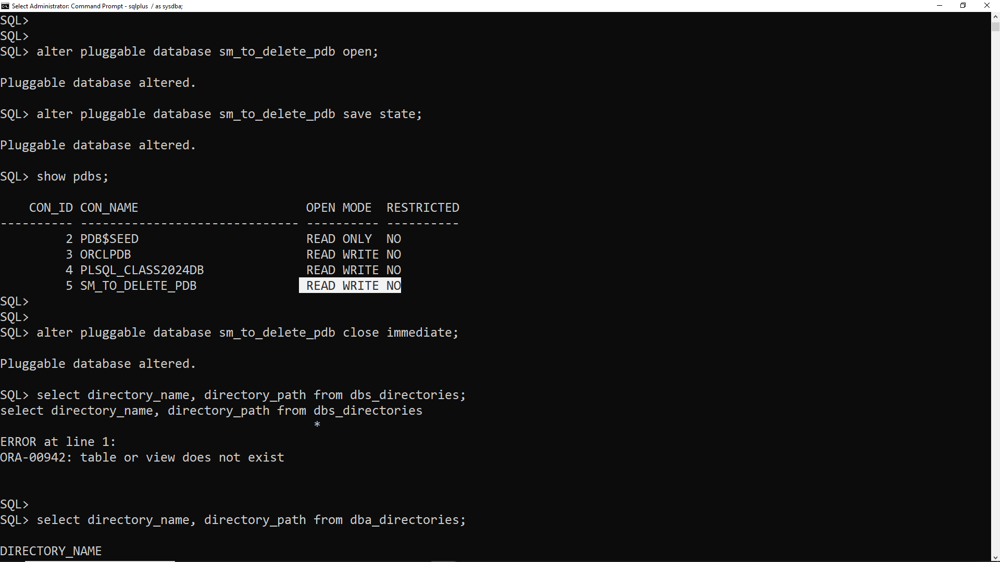 Select Administrator: Command Prompt - sqlplus  / as sysdba;
SQL>
SQL>
SQL> alter pluggable database sm_to_delete_pdb open;
Pluggable database altered.
SQL> alter pluggable database sm_to_delete_pdb save state;
Pluggable database altered.
SQL> show pdbs;
    CON_ID CON_NAME                       OPEN MODE  RESTRICTED
---------- ------------------------------ ---------- ----------
         2 PDB$SEED                       READ ONLY  NO
         3 ORCLPDB                        READ WRITE NO
         4 PLSQL_CLASS2024DB              READ WRITE NO
         5 SM_TO_DELETE_PDB               READ WRITE NO
SQL>
SQL>
SQL> alter pluggable database sm_to_delete_pdb close immediate;
Pluggable database altered.
SQL> select directory_name, directory_path from dbs_directories;
select directory_name, directory_path from dbs_directories
                                           *
ERROR at line 1:
ORA-00942: table or view does not exist
SQL>
SQL> select directory_name, directory_path from dba_directories;
DIRECTORY_NAME